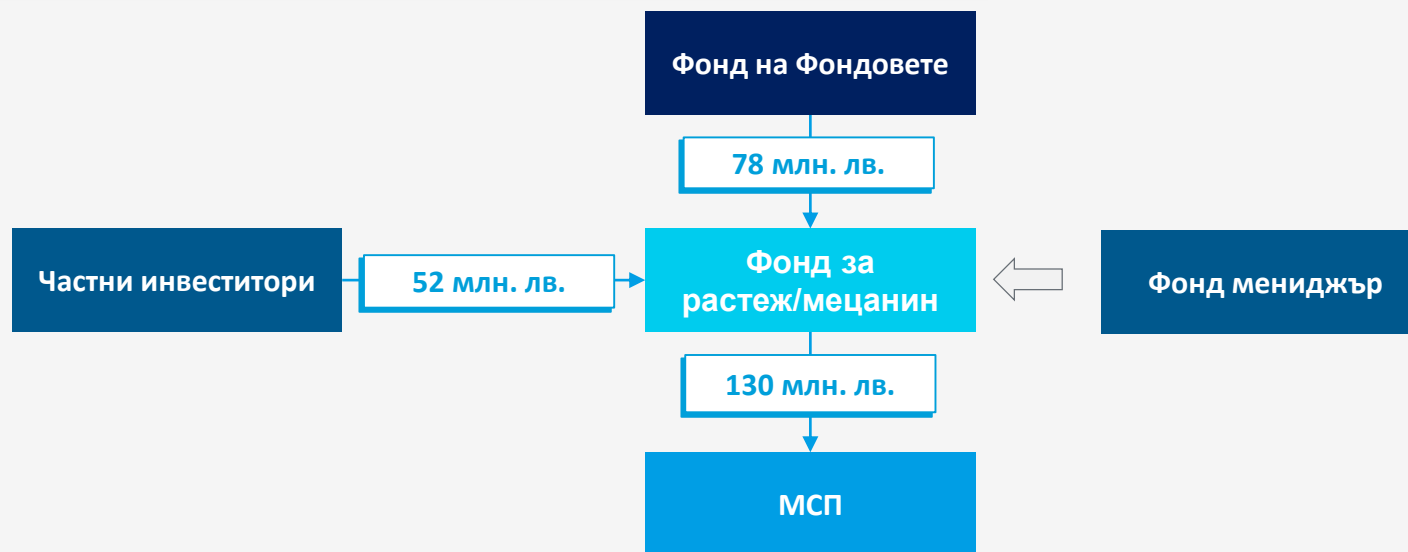 Фонд на Фондовете
78 млн. лв.
Частни инвеститори
52 млн. лв.
Фонд за
растеж/мецанин
Фонд мениджър
130 млн. лв.
МСП